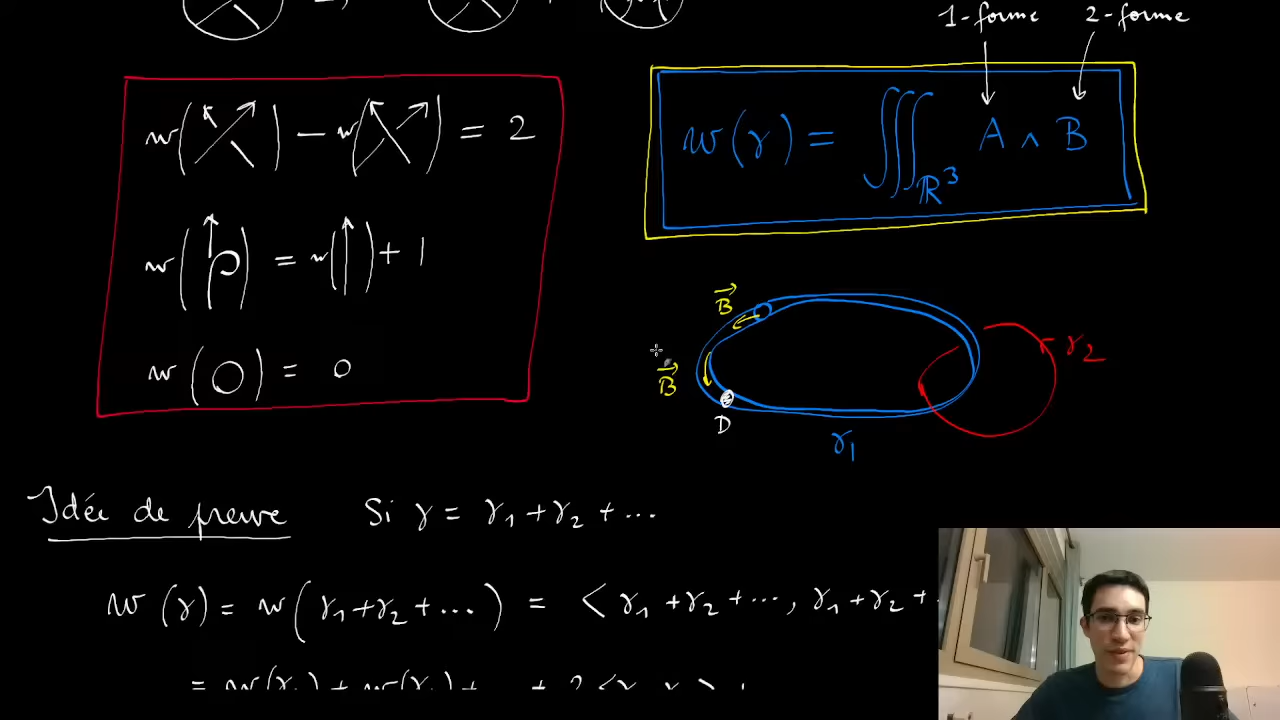 1-forme 2-forme
w( ) – w( ) = 2
w(γ) = ∭ℝ³ A ∧ B
w( ) = w( ) + 1
w( ) = 0
B⃗
B⃗
D
γ1
γ2
Idée de preuve Si γ = γ1 + γ2 + ...
w(γ) = w(γ1 + γ2 + ...) = < γ1 + γ2 + ..., γ1 + γ2 +